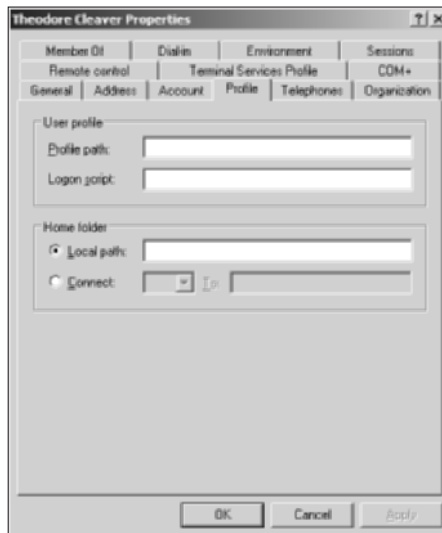 Theodore Cleaver Properties ? x
Member Of Dial-in Environment Sessions
Remote control Terminal Services Profile COM+
General Address Account Profile Telephones Organization
User profile
Profile path:
Logon script:
Home folder
Local path:
Connect: To:
OK Cancel Apply